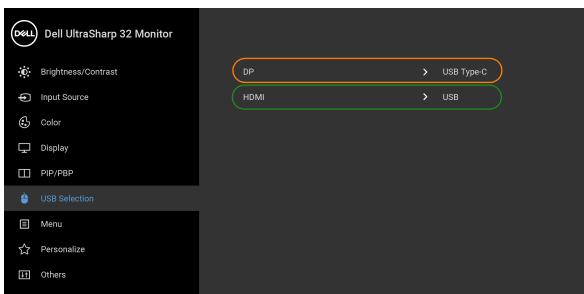 DELL Dell UltraSharp 32 Monitor
Brightness/Contrast
Input Source
Color
Display
PIP/PBP
USB Selection
Menu
Personalize
Others
DP > USB Type-C
HDMI > USB